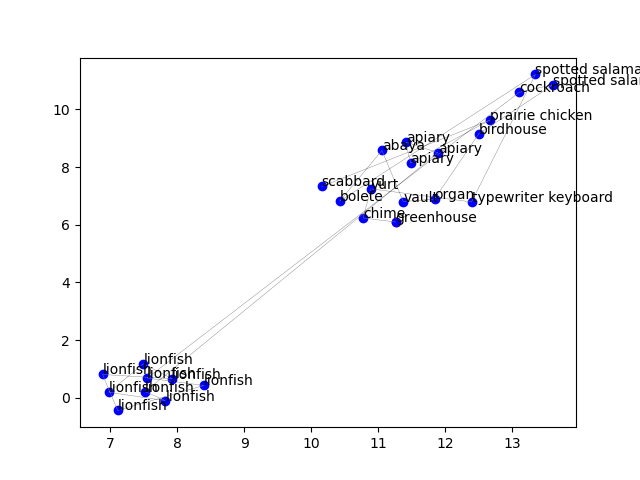 spotted salama
spotted sala
cockroach
prairie chicken
birdhouse
apiary
abaya
apiary
apiary
scabbard
yurt
bolete
vault
organ
typewriter keyboard
chime
greenhouse
lionfish
lionfish
lionfish
lionfish
lionfish
lionfish
lionfish
lionfish
lionfish
10
8
6
4
2
0
7
8
9
10
11
12
13